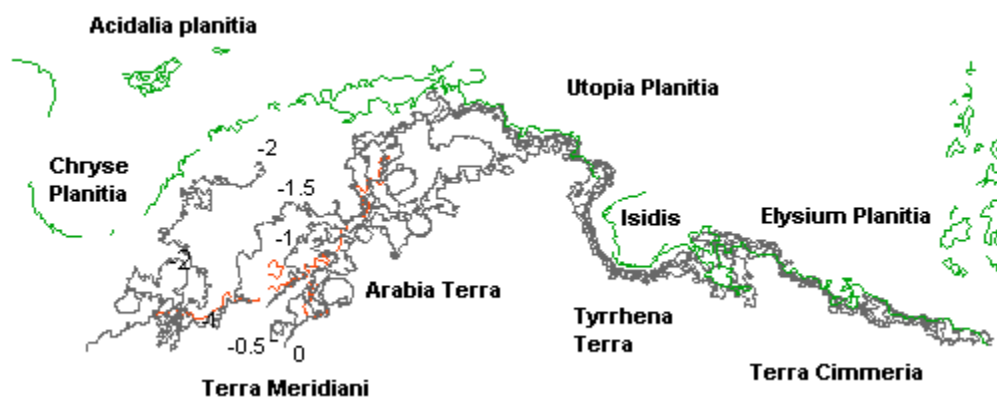 Acidalia planitia
Utopia Planitia
-2
Chryse
Planitia
-1.5
Isidis
Elysium Planitia
-1
-2
Arabia Terra
-1
-0.5
0
Tyrrhena
Terra
Terra Meridiani
Terra Cimmeria